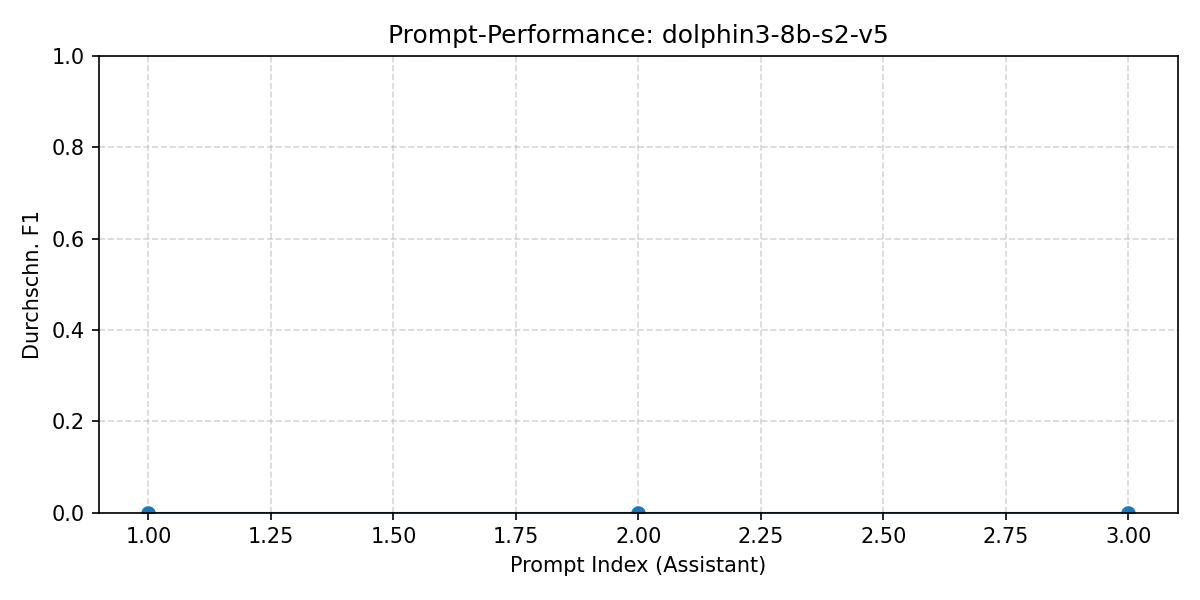 Prompt-Performance: dolphin3-8b-s2-v5
1.0
0.8
0.6
0.4
0.2
0.0
Durchschn. F1
1.00 1.25 1.50 1.75 2.00 2.25 2.50 2.75 3.00
Prompt Index (Assistant)